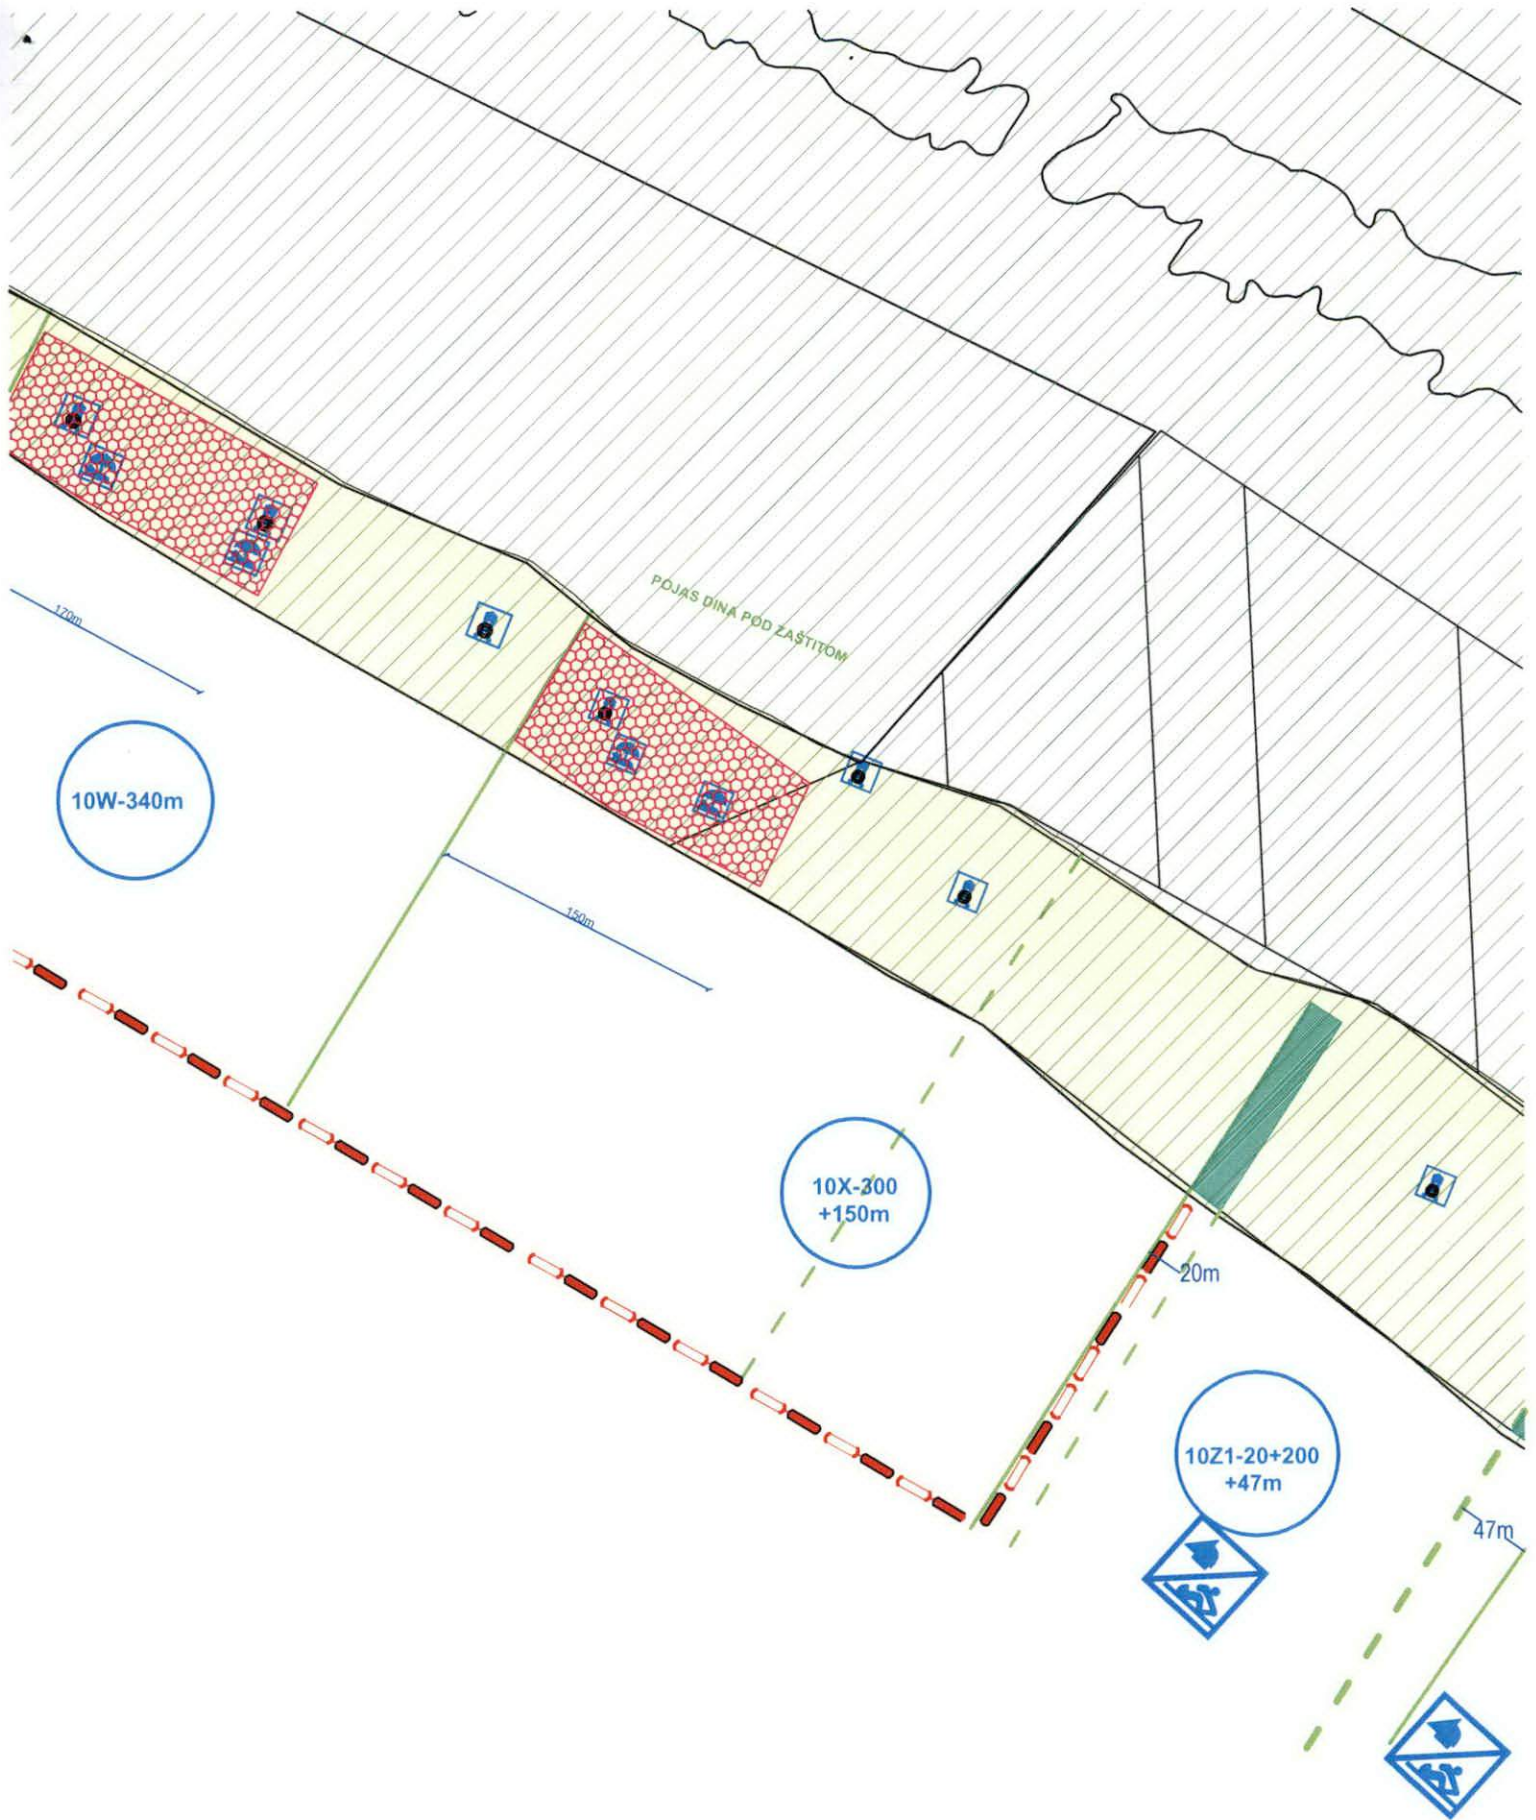 POJAS DINA POD ZAŠTITOM
170m
10W-340m
150m
10X-300
+150m
20m
10Z1-20+200
+47m
47m